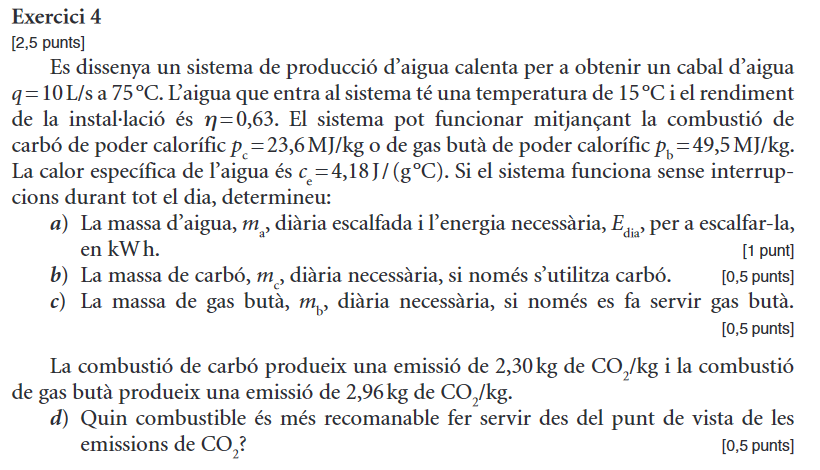 Exercici 4
[2,5 punts]
Es dissenya un sistema de producció d'aigua calenta per a obtenir un cabal d'aigua
q = 10 L/s a 75 °C. L'aigua que entra al sistema té una temperatura de 15 °C i el rendiment
de la instal·lació és η = 0,63. El sistema pot funcionar mitjançant la combustió de
carbó de poder calorífic p_c = 23,6 MJ/kg o de gas butà de poder calorífic p_b = 49,5 MJ/kg.
La calor específica de l'aigua és c_e = 4,18 J / (g °C). Si el sistema funciona sense interrup-
cions durant tot el dia, determineu:
a) La massa d'aigua, m_a, diària escalfada i l'energia necessària, E_dia, per a escalfar-la,
en kW h. [1 punt]
b) La massa de carbó, m_c, diària necessària, si només s'utilitza carbó. [0,5 punts]
c) La massa de gas butà, m_b, diària necessària, si només es fa servir gas butà.
[0,5 punts]
La combustió de carbó produeix una emissió de 2,30 kg de CO₂/kg i la combustió
de gas butà produeix una emissió de 2,96 kg de CO₂/kg.
d) Quin combustible és més recomanable fer servir des del punt de vista de les
emissions de CO₂? [0,5 punts]